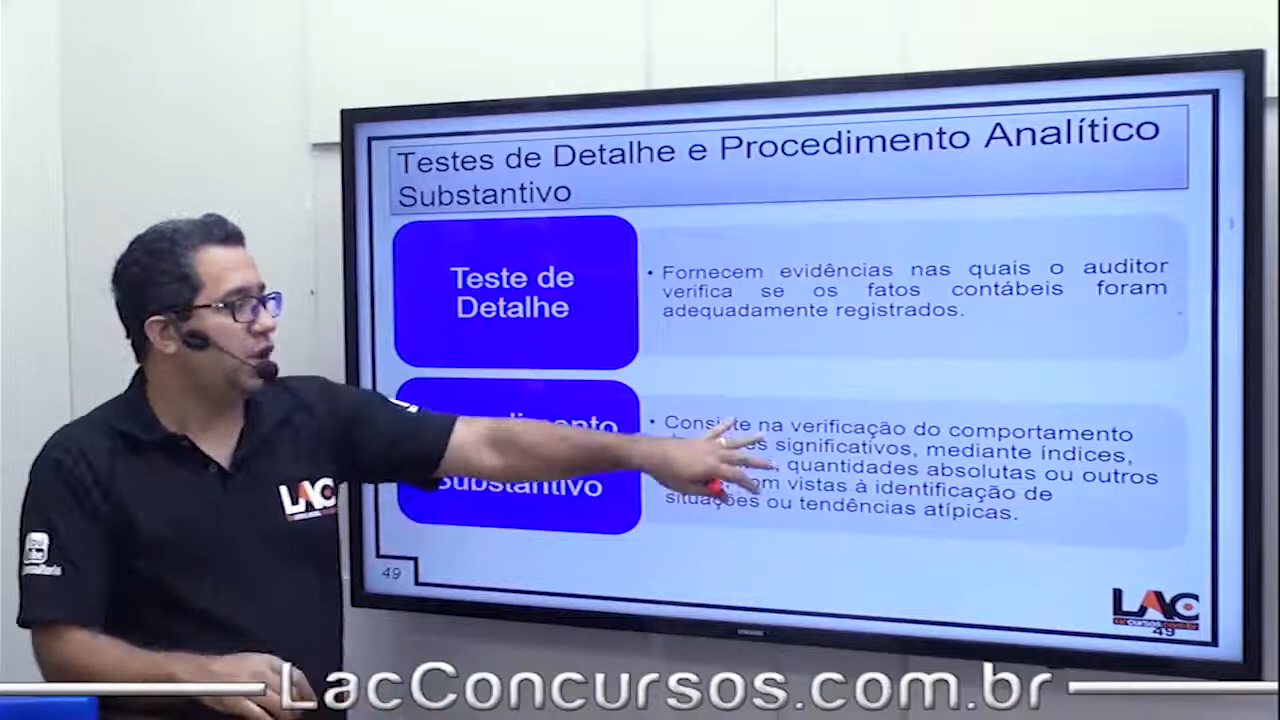 Testes de Detalhe e Procedimento Analítico
Substantivo
Teste de
Detalhe
• Fornecem evidências nas quais o auditor
verifica se os fatos contábeis foram
adequadamente registrados.
Substantivo
• Consiste na verificação do comportamento
significativos, mediante índices,
quantidades absolutas ou outros
com vistas à identificação de
situações ou tendências atípicas.
49
LAC
49
LAC
LacConcursos.com.br